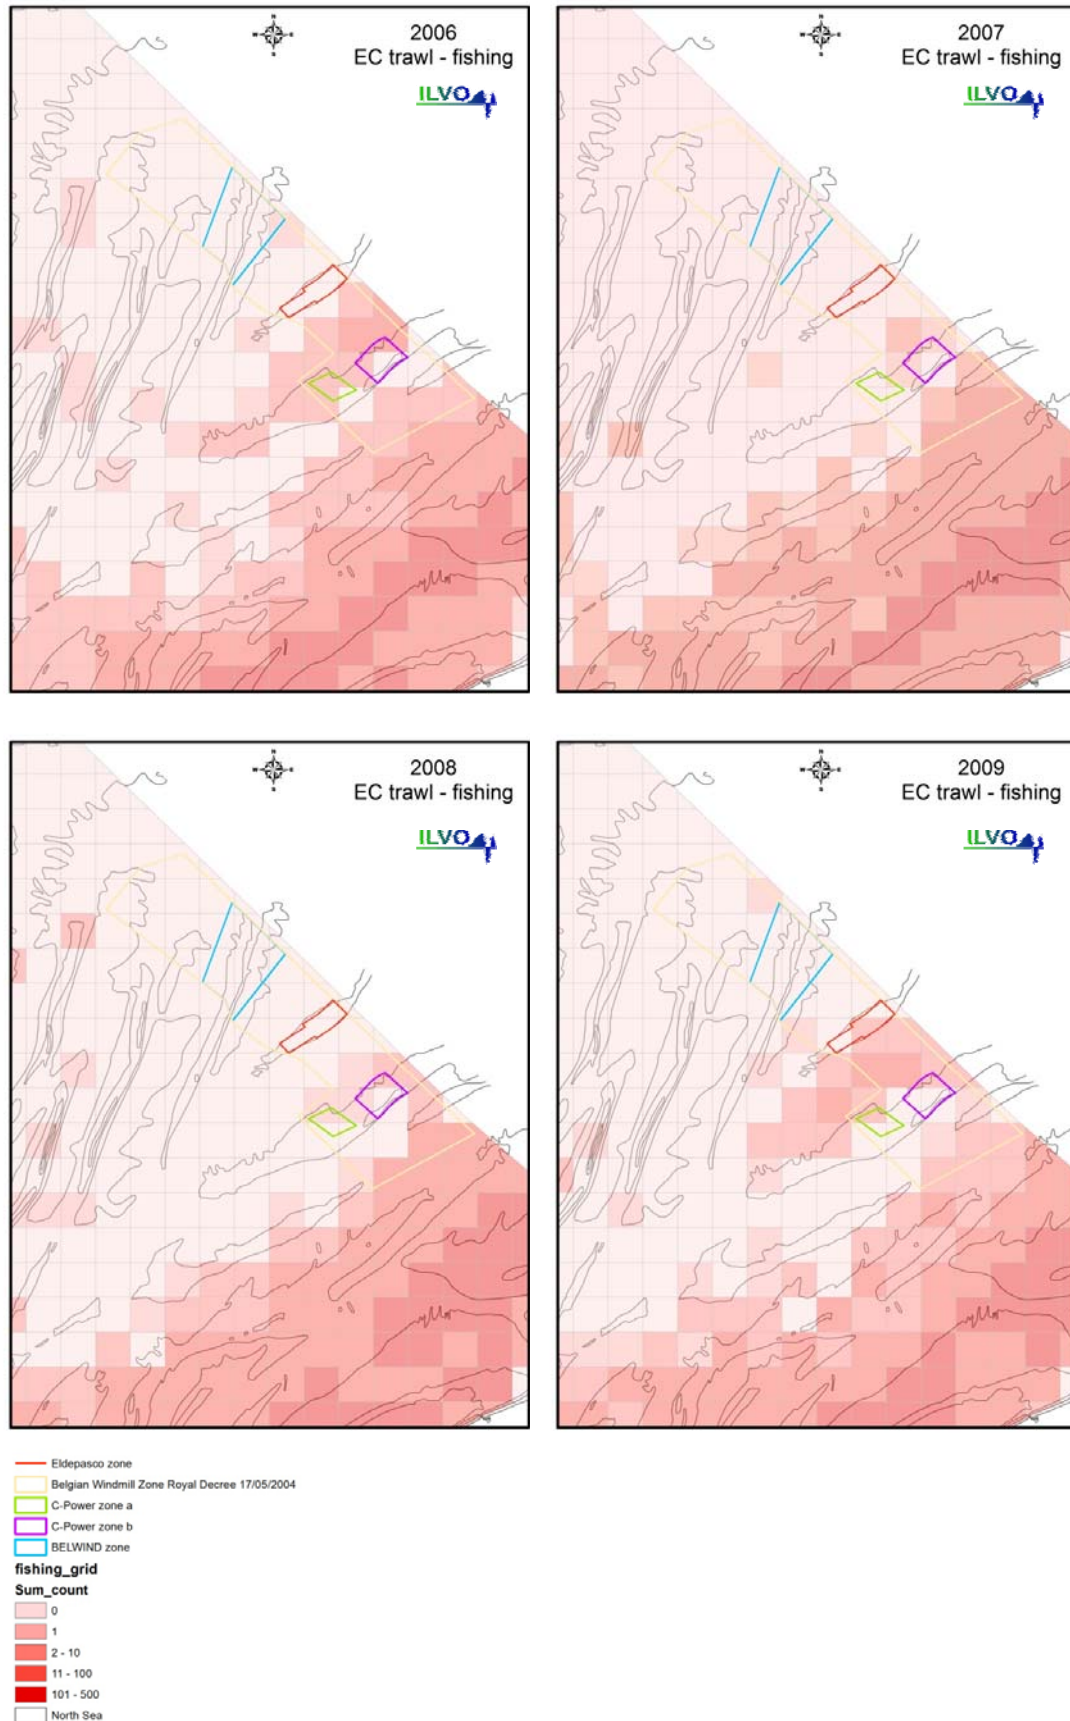 2006
EC trawl - fishing
ILVO
N
W E
S
2007
EC trawl - fishing
ILVO
N
W E
S
2008
EC trawl - fishing
ILVO
N
W E
S
2009
EC trawl - fishing
ILVO
N
W E
S
Eldepasco zone
Belgian Windmill Zone Royal Decree 17/05/2004
C-Power zone a
C-Power zone b
BELWIND zone
fishing_grid
Sum_count
0
1
2 - 10
11 - 100
101 - 500
North Sea